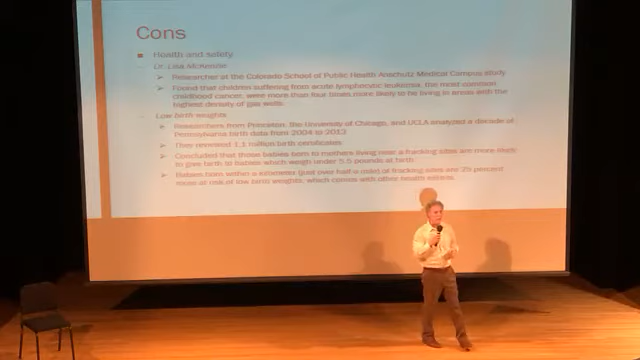 Cons
Health and safety
Dr. Lisa McKenzie
Researcher at the Colorado School of Public Health Anschutz Medical Campus study
Found that children suffering from acute lymphocytic leukemia, the most common
childhood cancer, were more than four times more likely to be living in areas with the
highest density of gas wells
Low birth weights
Researchers from Princeton, the University of Chicago, and UCLA analyzed a decade of
Pennsylvania birth data from 2004 to 2013
They reviewed 1.1 million birth certificates
Concluded that those babies born to mothers living near a fracking sites are more likely
to give birth to babies which weigh under 5.5 pounds at birth
Babies born within a kilometer (just over half a mile) of fracking sites are 25 percent
more at risk of low birth weights, which comes with other health